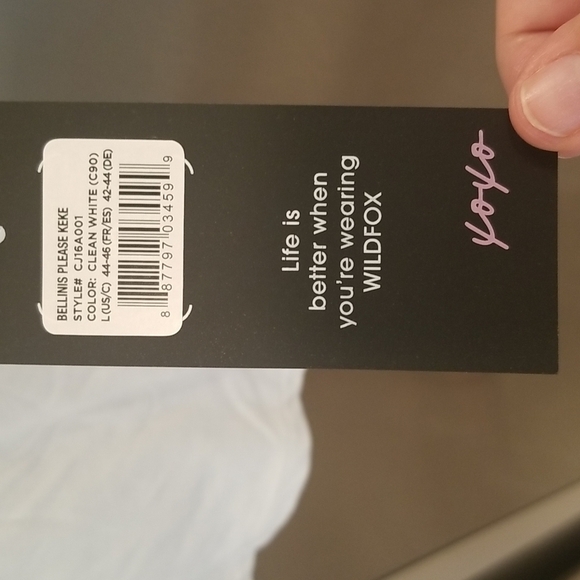 BELLINIS PLEASE KEKE
STYLE# CJ16A001
COLOR: CLEAN WHITE (C90)
L(US/C) 44-46(FR/ES) 42-44(DE)
8 87797 03459 9
Life is
better when
you're wearing
WILDFOX
xoxo